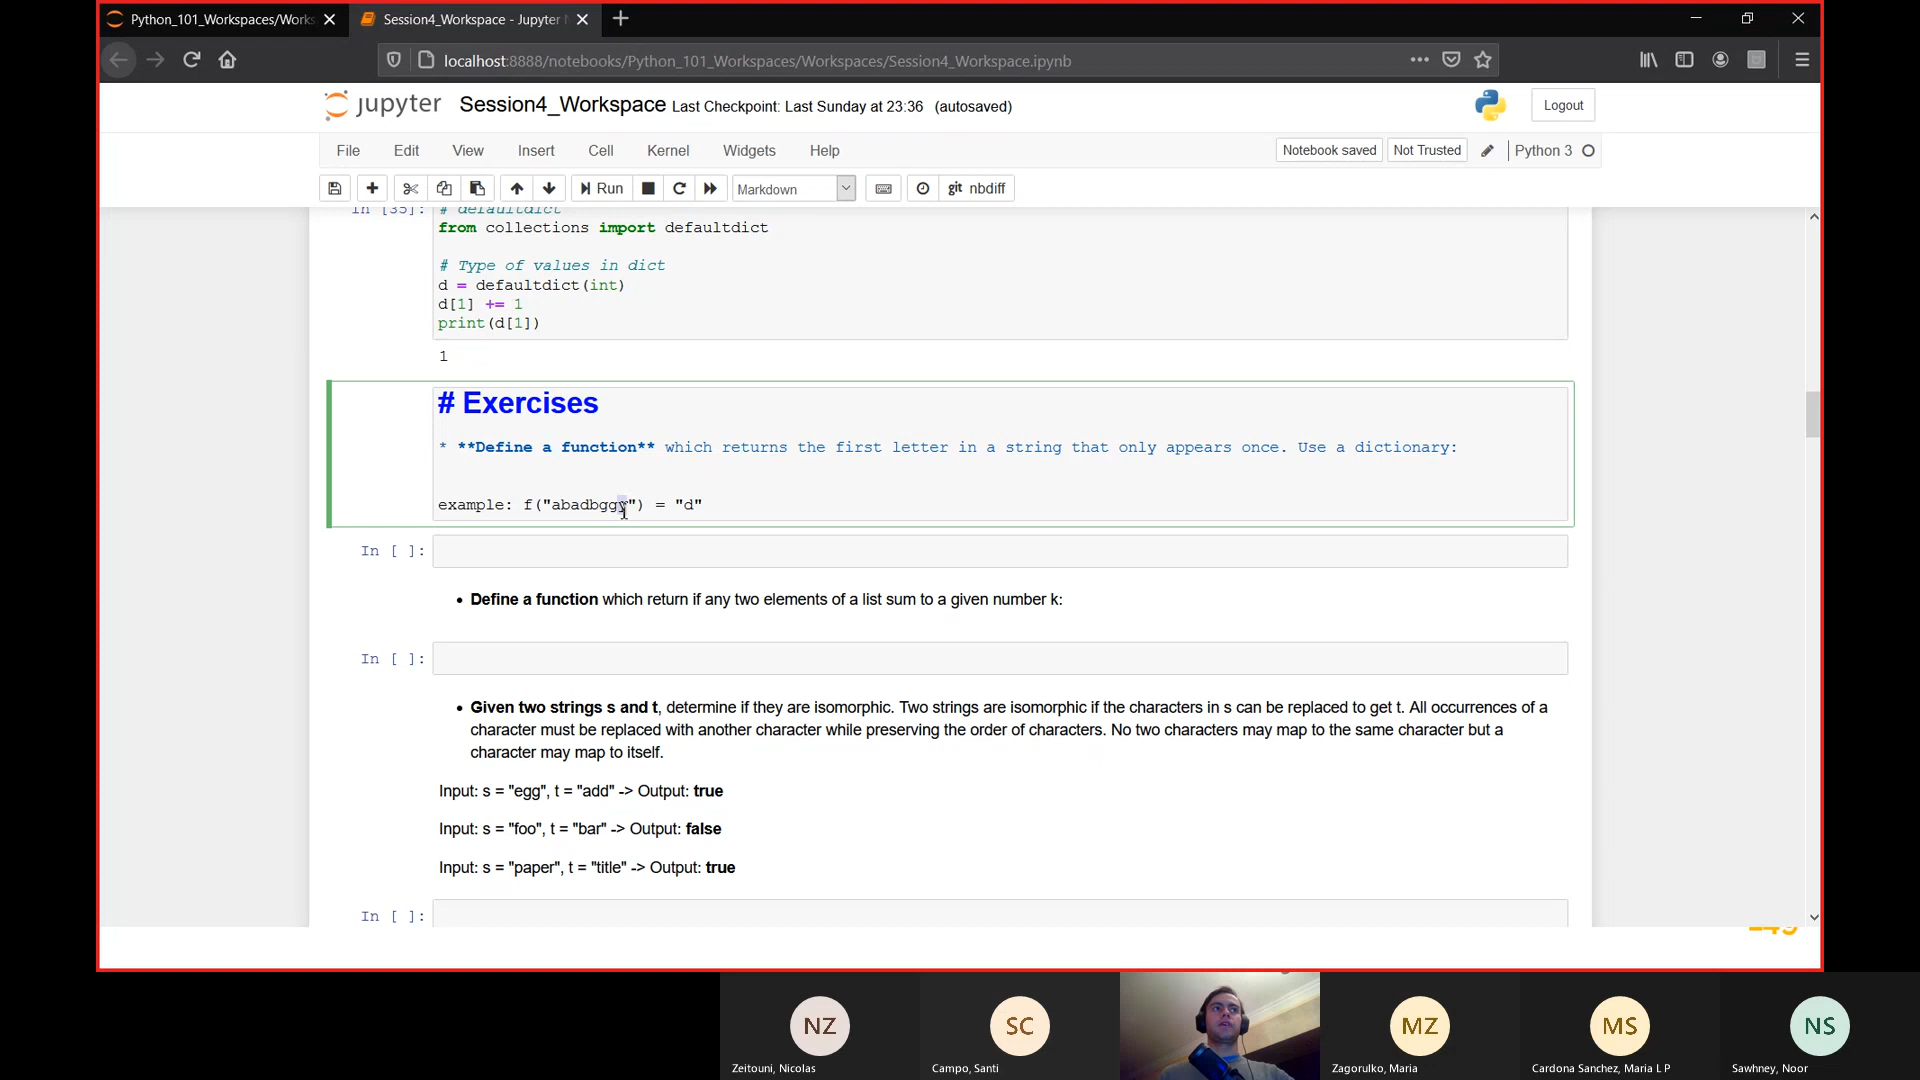 Python_101_Workspaces/Works
Session4_Workspace - Jupyter N
localhost:8888/notebooks/Python_101_Workspaces/Workspaces/Session4_Workspace.ipynb
jupyter Session4_Workspace Last Checkpoint: Last Sunday at 23:36 (autosaved)
Logout
File Edit View Insert Cell Kernel Widgets Help
Notebook saved Not Trusted Python 3
Run Markdown git nbdiff
In [35]: # defaultdict
from collections import defaultdict
# Type of values in dict
d = defaultdict(int)
d[1] += 1
print(d[1])
1
# Exercises
* **Define a function** which returns the first letter in a string that only appears once. Use a dictionary:
example: f("abadbggy") = "d"
In [ ]:
• Define a function which return if any two elements of a list sum to a given number k:
In [ ]:
• Given two strings s and t, determine if they are isomorphic. Two strings are isomorphic if the characters in s can be replaced to get t. All occurrences of a
character must be replaced with another character while preserving the order of characters. No two characters may map to the same character but a
character may map to itself.
Input: s = "egg", t = "add" -> Output: true
Input: s = "foo", t = "bar" -> Output: false
Input: s = "paper", t = "title" -> Output: true
In [ ]:
NZ SC MZ MS NS
Zeitouni, Nicolas
Campo, Santi
Zagorulko, Maria
Cardona Sanchez, Maria L P
Sawhney, Noor